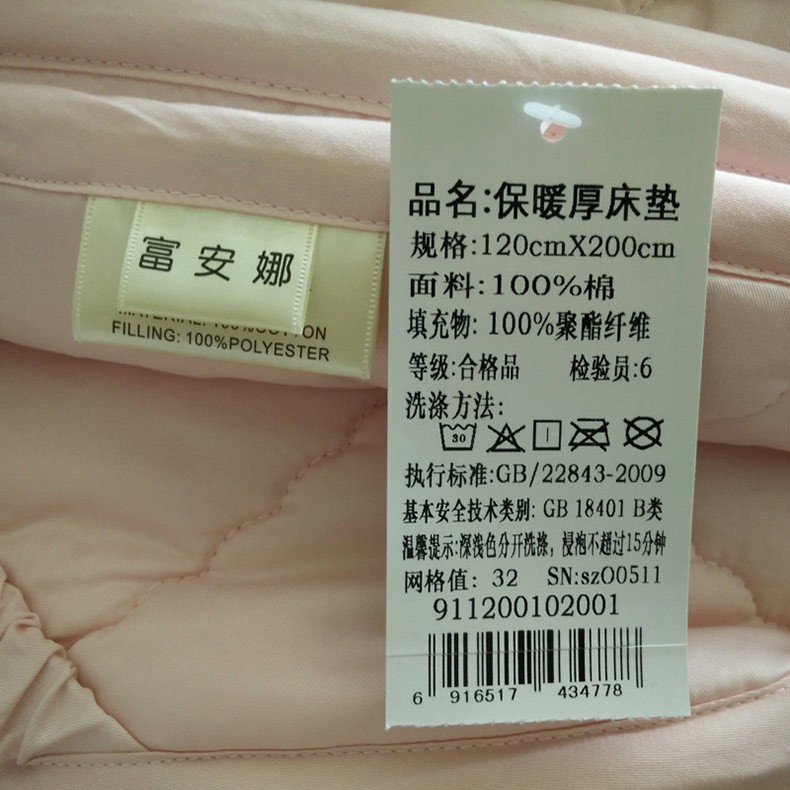 富安娜
FILLING: 100%POLYESTER
品名:保暖厚床垫
规格:120cmX200cm
面料:100%棉
填充物: 100%聚酯纤维
等级:合格品 检验员:6
洗涤方法:
30
执行标准:GB/22843-2009
基本安全技术类别: GB 18401 B类
温馨提示:深浅色分开洗涤，浸泡不超过15分钟
网格值: 32 SN:szO0511
911200102001
6 916517 434778